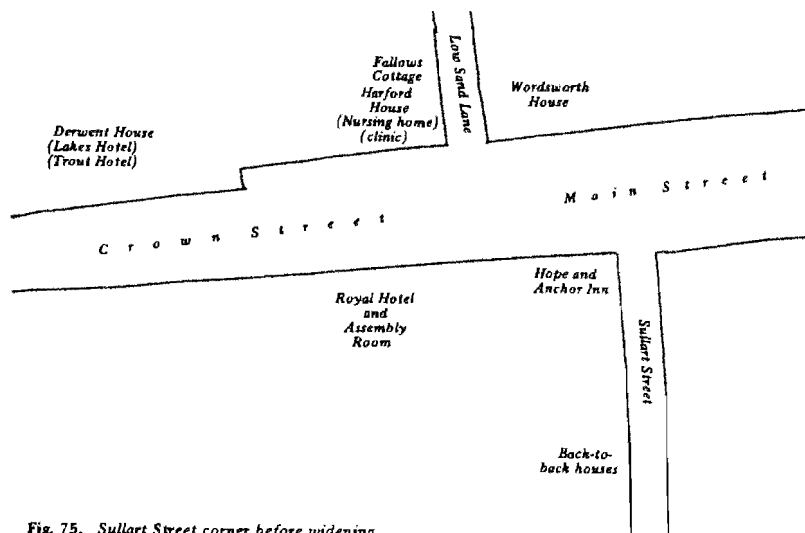 Fallows
Cottage
Harford
House
(Nursing home)
(clinic)
Low Sand Lane
Wordsworth
House
Derwent House
(Lakes Hotel)
(Trout Hotel)
Crown Street
Main Street
Royal Hotel
and
Assembly
Room
Hope and
Anchor Inn
Sullart Street
Back-to-
back houses
Fig. 75. Sullart Street corner before widening